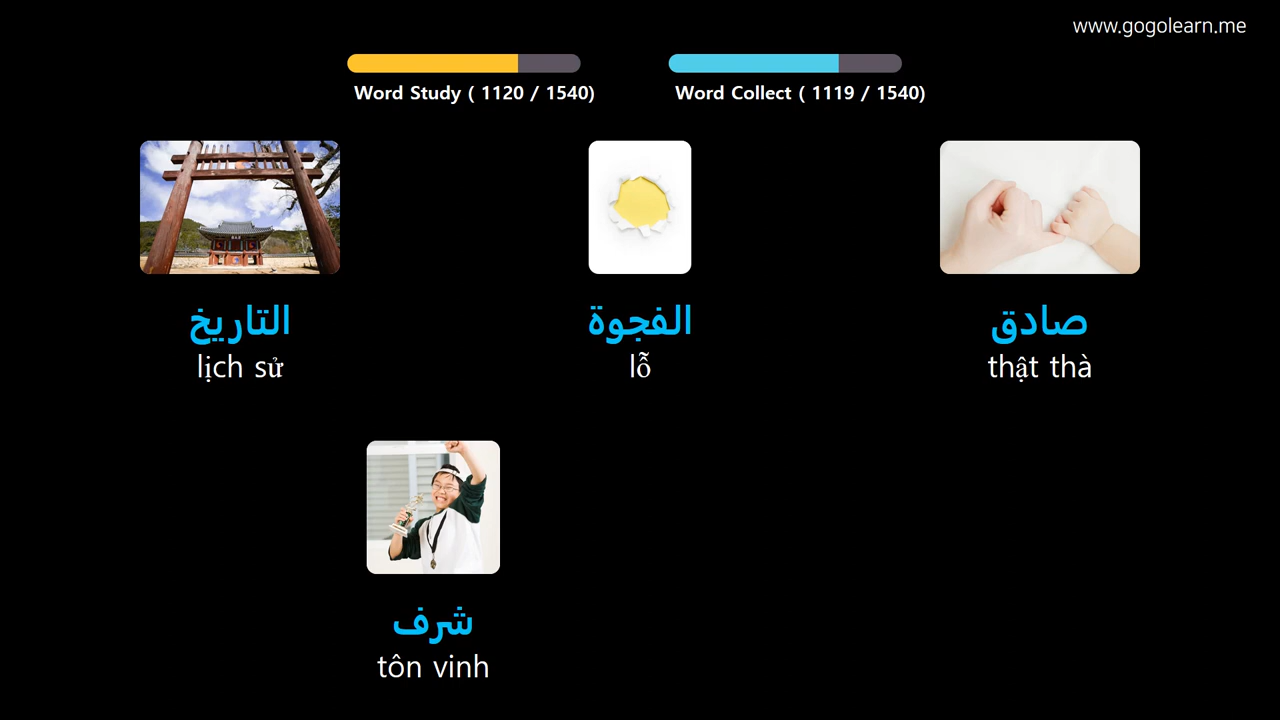 www.gogolearn.me
Word Study ( 1120 / 1540)
Word Collect ( 1119 / 1540)
التاريخ
lịch sử
الفجوة
lỗ
صادق
thật thà
شرف
tôn vinh